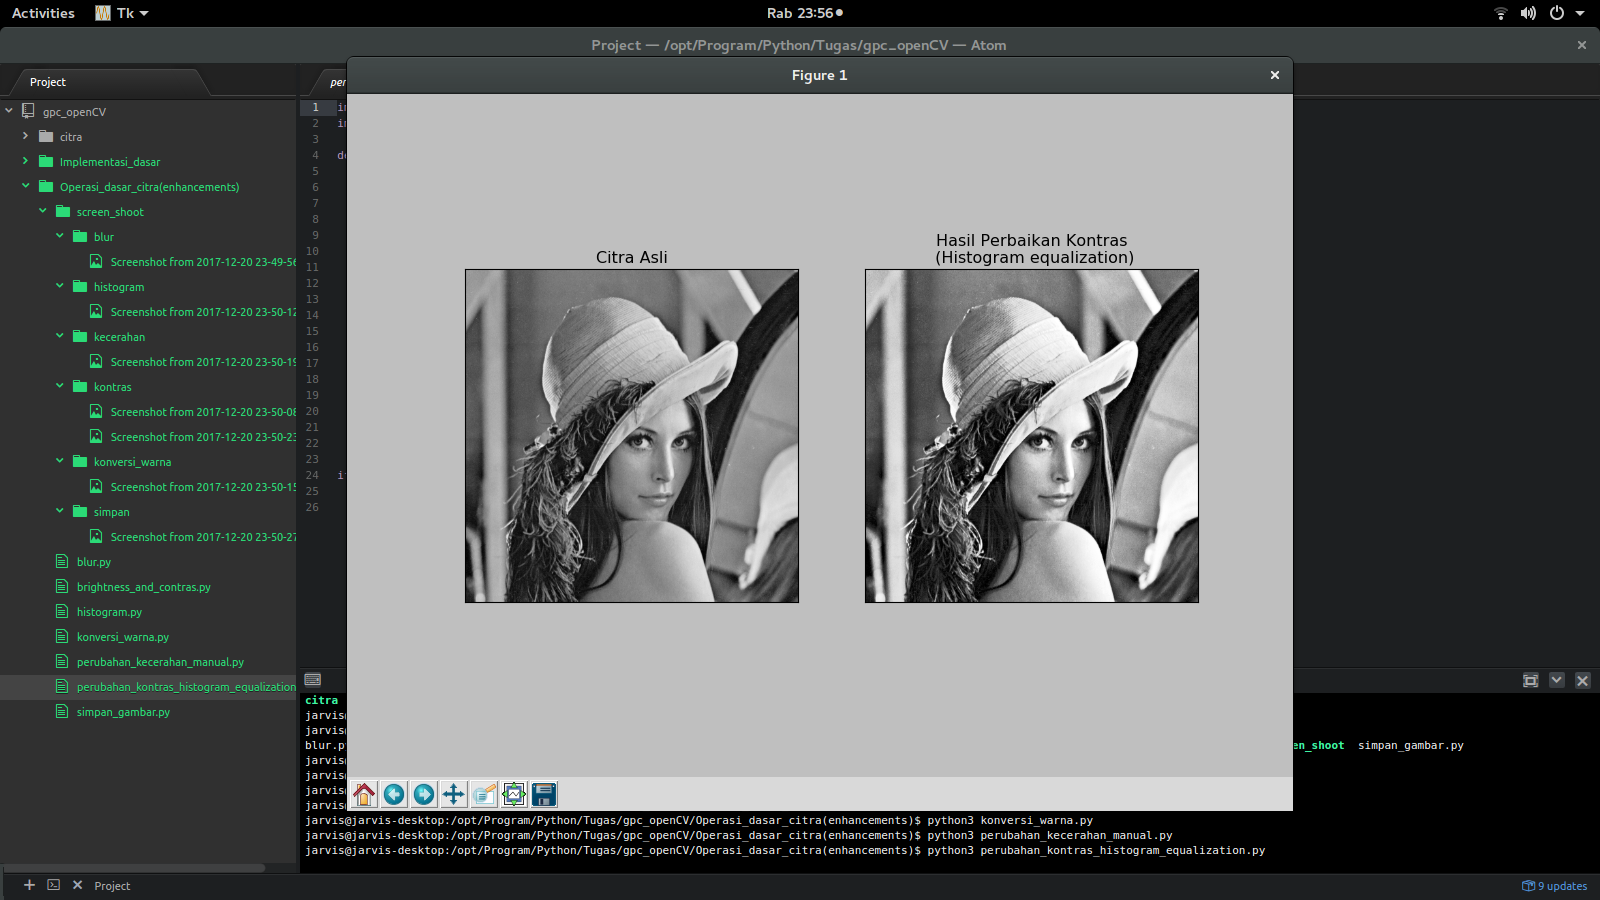 Activities Tk Rab 23:56
Project — /opt/Program/Python/Tugas/gpc_openCV — Atom
Project
Figure 1
gpc_openCV
citra
Implementasi_dasar
Operasi_dasar_citra(enhancements)
screen_shoot
blur
Screenshot from 2017-12-20 23-49-56
histogram
Screenshot from 2017-12-20 23-50-12
kecerahan
Screenshot from 2017-12-20 23-50-19
kontras
Screenshot from 2017-12-20 23-50-08
Screenshot from 2017-12-20 23-50-23
konversi_warna
Screenshot from 2017-12-20 23-50-15
simpan
Screenshot from 2017-12-20 23-50-27
blur.py
brightness_and_contras.py
histogram.py
konversi_warna.py
perubahan_kecerahan_manual.py
perubahan_kontras_histogram_equalization
simpan_gambar.py
per
1
2
3
4
5
6
7
8
9
10
11
12
13
14
15
16
17
18
19
20
21
22
23
24
25
26
Citra Asli
Hasil Perbaikan Kontras
(Histogram equalization)
citra
jarvis
jarvis
blur.p en_shoot simpan_gambar.py
jarvis
jarvis
jarvis
jarvis
jarvis@jarvis-desktop:/opt/Program/Python/Tugas/gpc_openCV/Operasi_dasar_citra(enhancements)$ python3 konversi_warna.py
jarvis@jarvis-desktop:/opt/Program/Python/Tugas/gpc_openCV/Operasi_dasar_citra(enhancements)$ python3 perubahan_kecerahan_manual.py
jarvis@jarvis-desktop:/opt/Program/Python/Tugas/gpc_openCV/Operasi_dasar_citra(enhancements)$ python3 perubahan_kontras_histogram_equalization.py
Project
9 updates